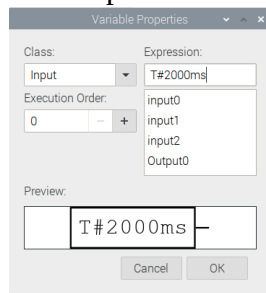 Variable Properties
Class:
Expression:
Input
T#2000ms
Execution Order:
0
input0
input1
input2
Output0
Preview:
T#2000ms
Cancel
OK